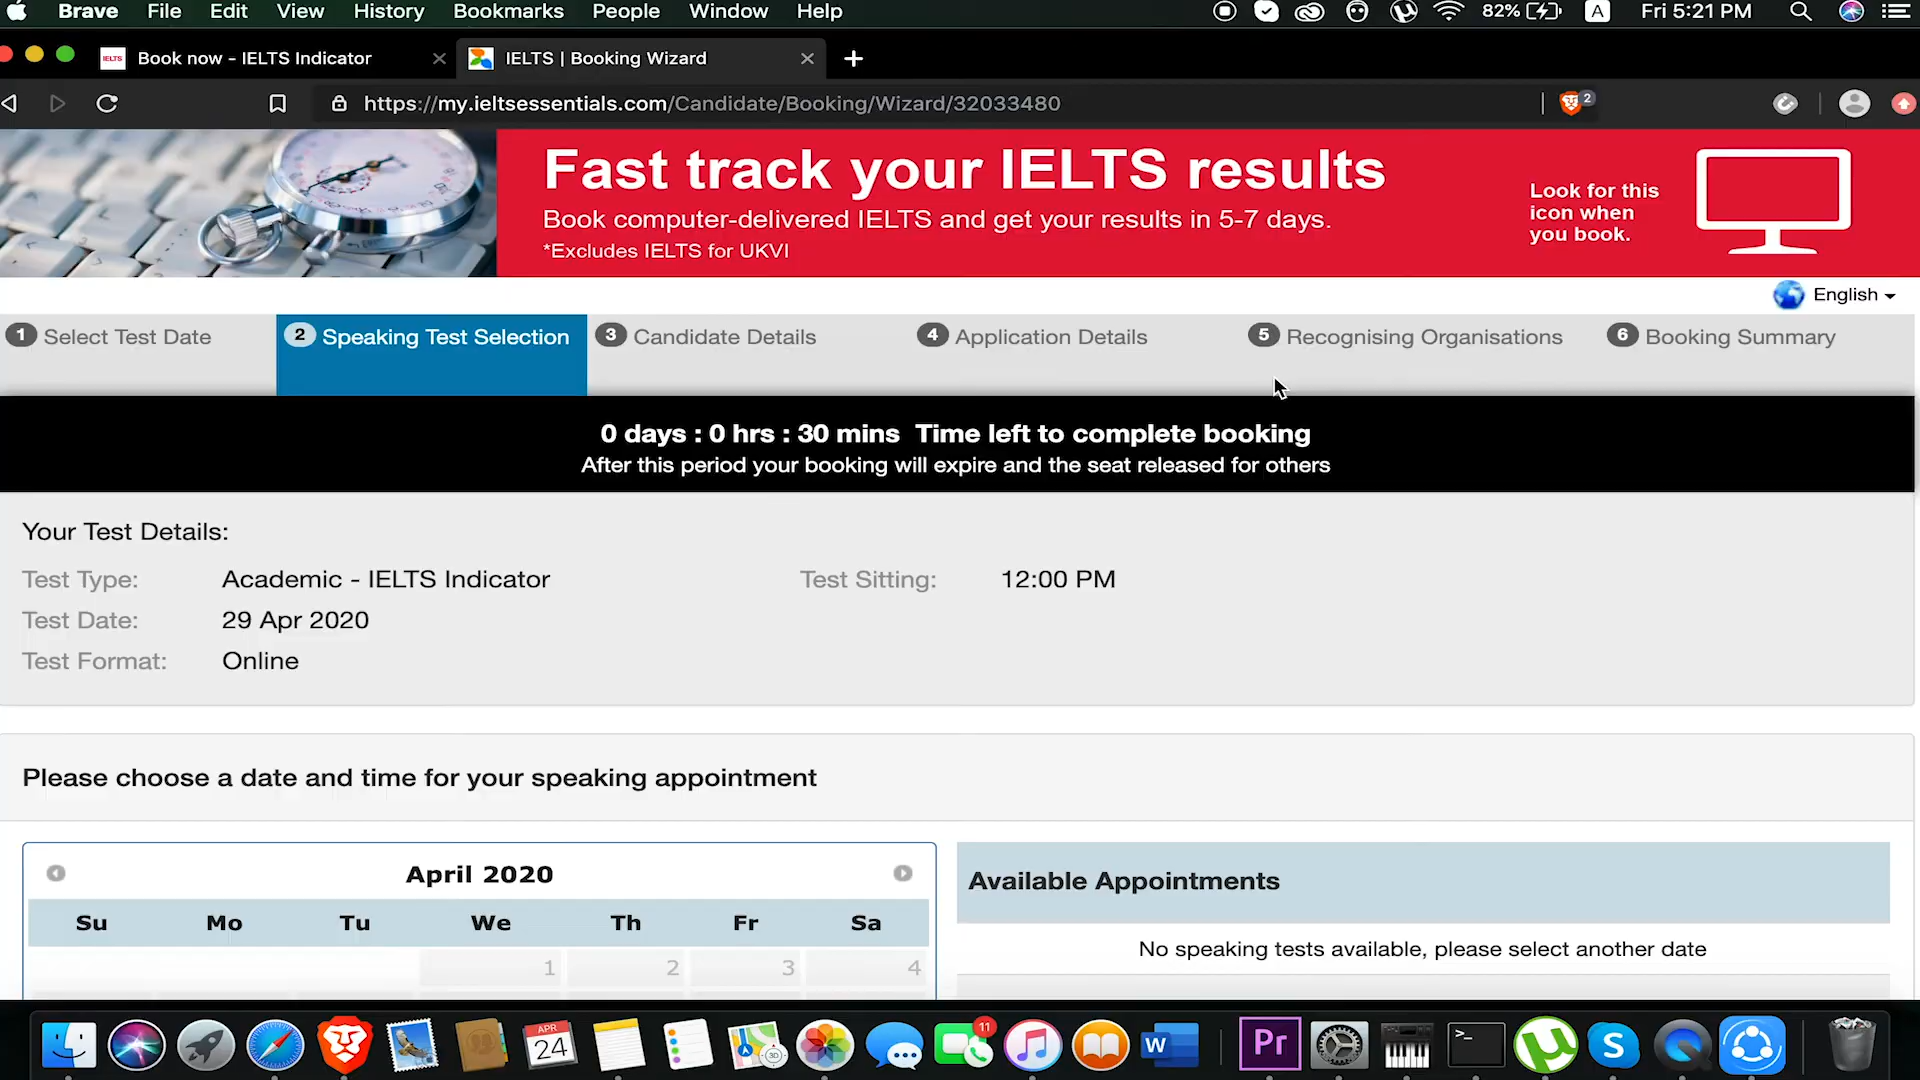 Brave File Edit View History Bookmarks People Window Help 82% A Fri 5:21 PM
IELTS Book now - IELTS Indicator IELTS | Booking Wizard
https://my.ieltsessentials.com/Candidate/Booking/Wizard/32033480 2
Fast track your IELTS results
Book computer-delivered IELTS and get your results in 5-7 days.
*Excludes IELTS for UKVI
Look for this
icon when
you book.
English
1 Select Test Date 2 Speaking Test Selection 3 Candidate Details 4 Application Details 5 Recognising Organisations 6 Booking Summary
0 days : 0 hrs : 30 mins Time left to complete booking
After this period your booking will expire and the seat released for others
Your Test Details:
Test Type: Academic - IELTS Indicator Test Sitting: 12:00 PM
Test Date: 29 Apr 2020
Test Format: Online
Please choose a date and time for your speaking appointment
April 2020
Su Mo Tu We Th Fr Sa
1 2 3 4
Available Appointments
No speaking tests available, please select another date
APR
24
3D
11
W
Pr
>_
S